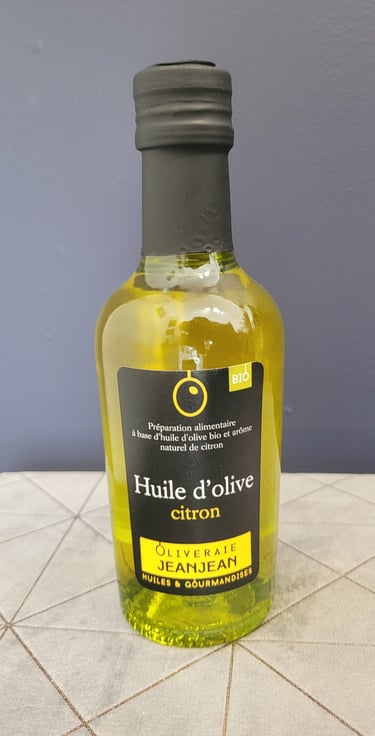 BIO
Préparation alimentaire
à base d'huile d'olive bio et arôme
naturel de citron
Huile d'olive
citron
OLIVERAIE
JEANJEAN
HUILES & GOURMANDISES